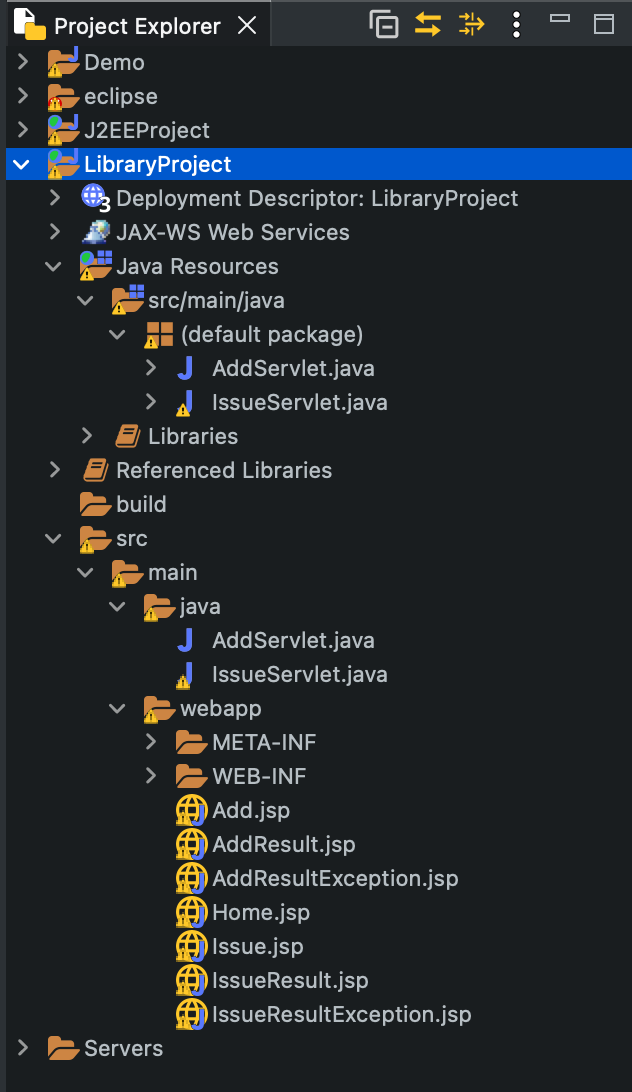 Project Explorer
Demo
eclipse
J2EEProject
LibraryProject
3 Deployment Descriptor: LibraryProject
JAX-WS Web Services
Java Resources
src/main/java
(default package)
AddServlet.java
IssueServlet.java
Libraries
Referenced Libraries
build
src
main
java
AddServlet.java
IssueServlet.java
webapp
META-INF
WEB-INF
Add.jsp
AddResult.jsp
AddResultException.jsp
Home.jsp
Issue.jsp
IssueResult.jsp
IssueResultException.jsp
Servers